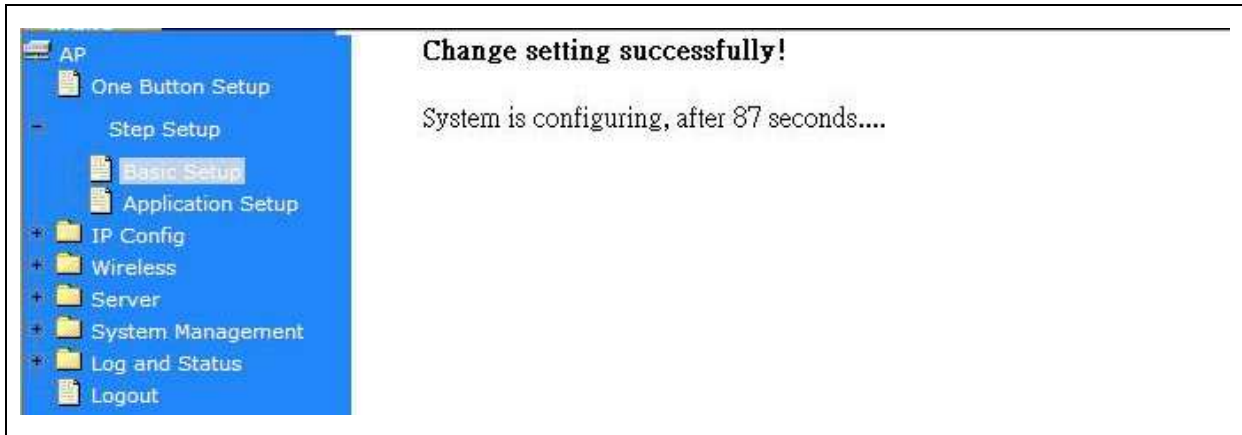 AP
One Button Setup
Step Setup
Basic Setup
Application Setup
IP Config
Wireless
Server
System Management
Log and Status
Logout
Change setting successfully!
System is configuring, after 87 seconds....